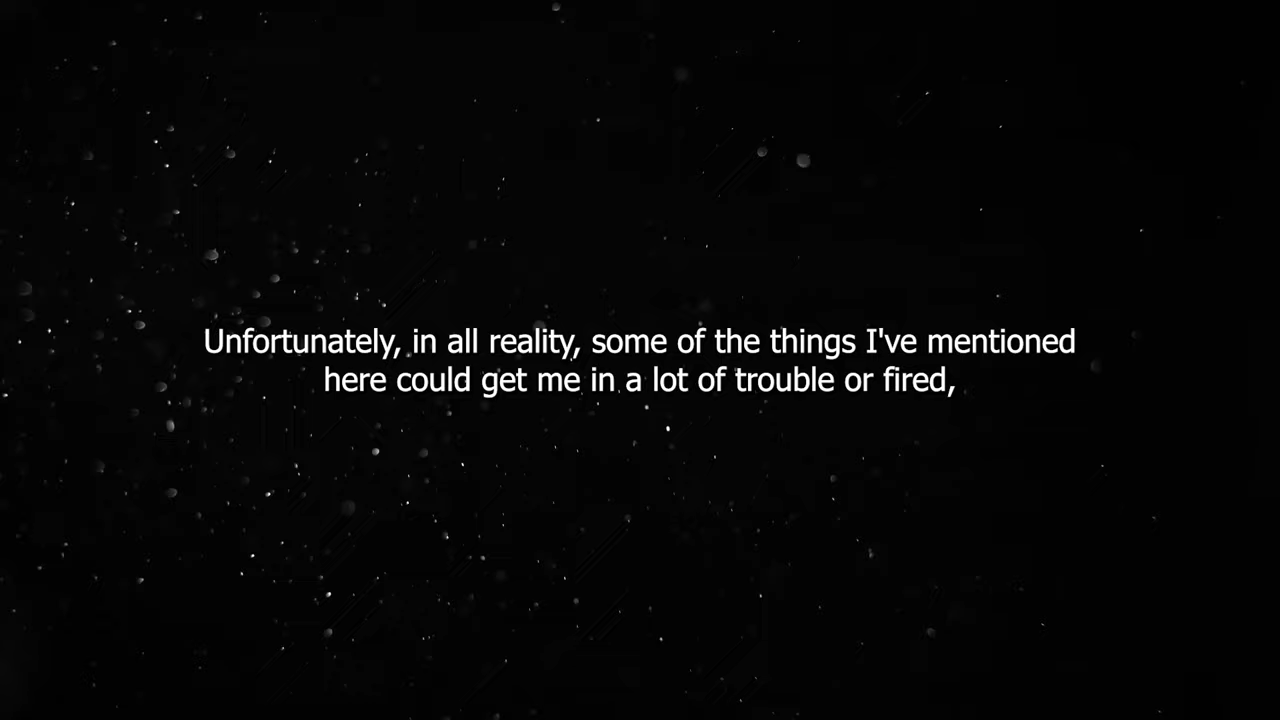 Unfortunately, in all reality, some of the things I've mentioned
here could get me in a lot of trouble or fired,